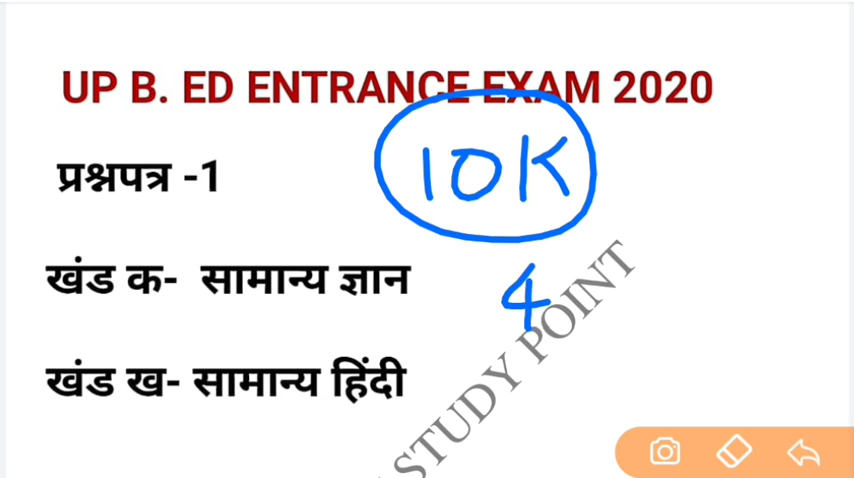 UP B. ED ENTRANCE EXAM 2020
प्रश्नपत्र -1
10K
खंड क- सामान्य ज्ञान
4
खंड ख- सामान्य हिंदी
STUDY POINT